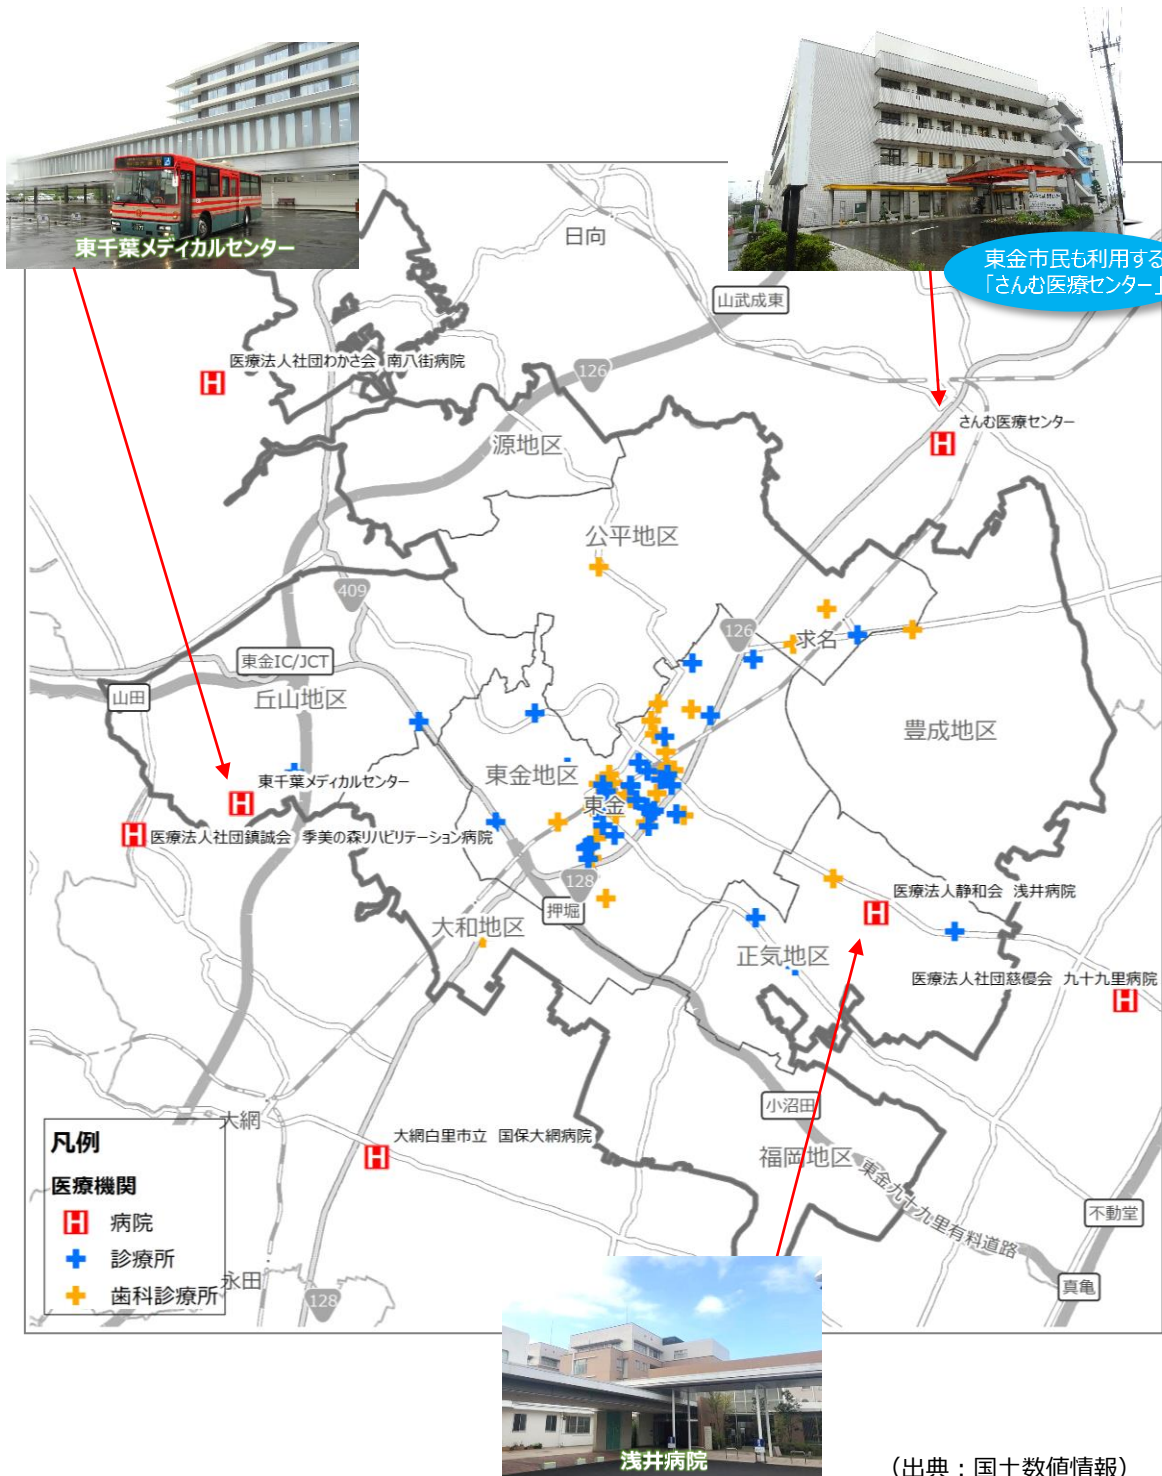 東千葉メディカルセンター
東金市民も利用する
「さんむ医療センター」
日向
山武成東
医療法人社団わかさ会　南八街病院
126
さんむ医療センター
源地区
公平地区
409
126
求名
東金IC/JCT
山田
丘山地区
豊成地区
東金地区
東千葉メディカルセンター
東金
医療法人社団鎮誠会　季美の森リハビリテーション病院
128
医療法人静和会　浅井病院
押堀
大和地区
正気地区
医療法人社団慈優会　九十九里病院
小沼田
大網
大網白里市立　国保大網病院
福岡地区
東金九十九里有料道路
不動堂
真亀
永田
128
凡例
医療機関
H 病院
診療所
歯科診療所
浅井病院
（出典：国土数値情報）